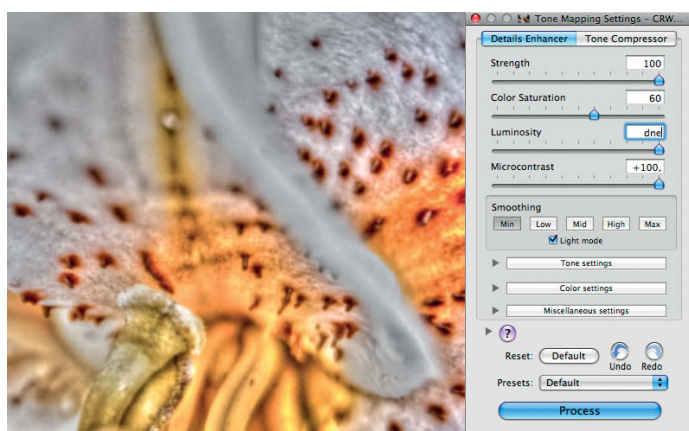 Tone Mapping Settings – CRW...
Details Enhancer Tone Compressor
Strength 100
Color Saturation 60
Luminosity dne
Microcontrast +100.
Smoothing
Min Low Mid High Max
Light mode
Tone settings
Color settings
Miscellaneous settings
?
Reset: Default Undo Redo
Presets: Default
Process